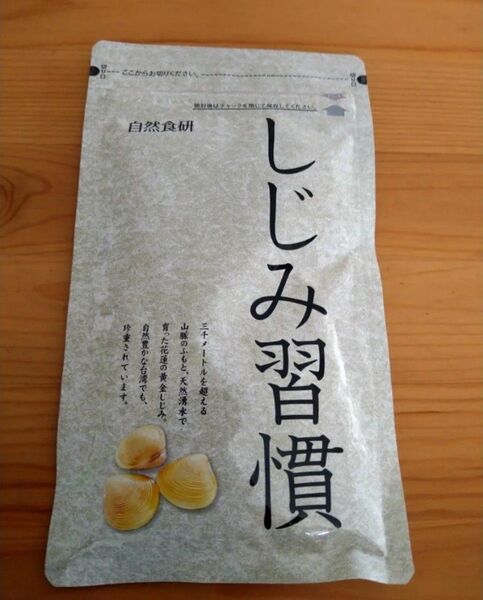 切り口
ここからお切りください。
切り口
開封後はチャックを閉じて保存してください。
自然食研
しじみ習慣
三千メートルを超える
山脈のふもと、天然湧水で
育った花蓮の黄金しじみ。
自然豊かな台湾でも、
珍重されています。